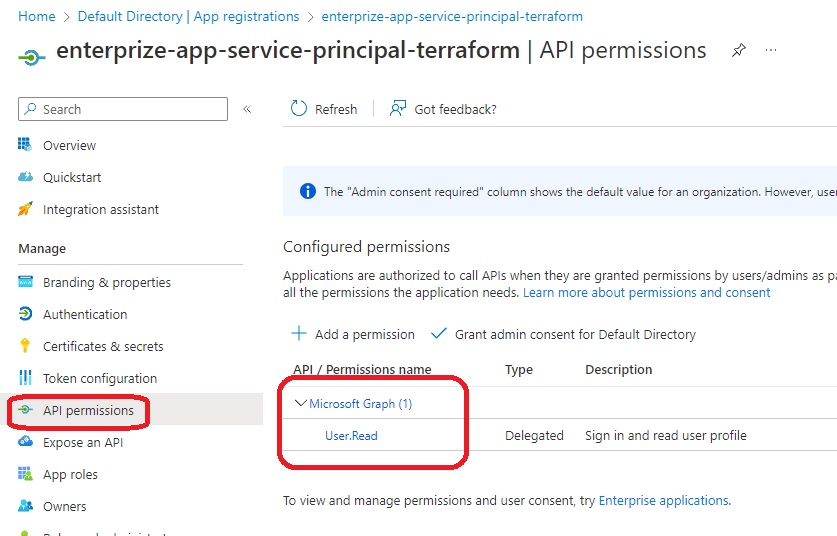 Home > Default Directory | App registrations > enterprize-app-service-principal-terraform
enterprize-app-service-principal-terraform | API permissions
Search
Refresh
Got feedback?
Overview
Quickstart
Integration assistant
Manage
Branding & properties
Authentication
Certificates & secrets
Token configuration
API permissions
Expose an API
App roles
Owners
The "Admin consent required" column shows the default value for an organization. However, user
Configured permissions
Applications are authorized to call APIs when they are granted permissions by users/admins as pa
all the permissions the application needs. Learn more about permissions and consent
Add a permission
Grant admin consent for Default Directory
API / Permissions name Type Description
Microsoft Graph (1)
User.Read Delegated Sign in and read user profile
To view and manage permissions and user consent, try Enterprise applications.